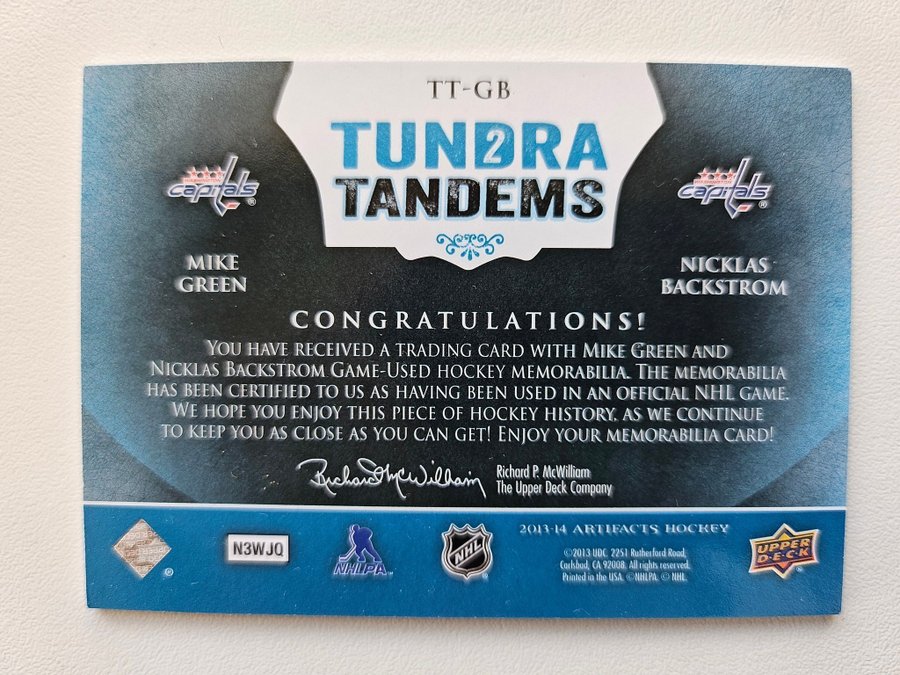 TT-GB
TUNDRA
2
TANDEMS
capitals ®
capitals ®
MIKE
GREEN
NICKLAS
BACKSTROM
CONGRATULATIONS!
YOU HAVE RECEIVED A TRADING CARD WITH MIKE GREEN AND
NICKLAS BACKSTROM GAME-USED HOCKEY MEMORABILIA. THE MEMORABILIA
HAS BEEN CERTIFIED TO US AS HAVING BEEN USED IN AN OFFICIAL NHL GAME.
WE HOPE YOU ENJOY THIS PIECE OF HOCKEY HISTORY, AS WE CONTINUE
TO KEEP YOU AS CLOSE AS YOU CAN GET! ENJOY YOUR MEMORABILIA CARD!
Richard P. McWilliam
Richard McWilliam
The Upper Deck Company
2013-14 ARTIFACTS HOCKEY
N3WJQ
NHLPA
NHL
©2013 UDC. 2251 Rutherford Road,
Carlsbad, CA 92008. All rights reserved.
Printed in the USA. ©NHLPA. © NHL.
UPPER
D·E·C·K
®